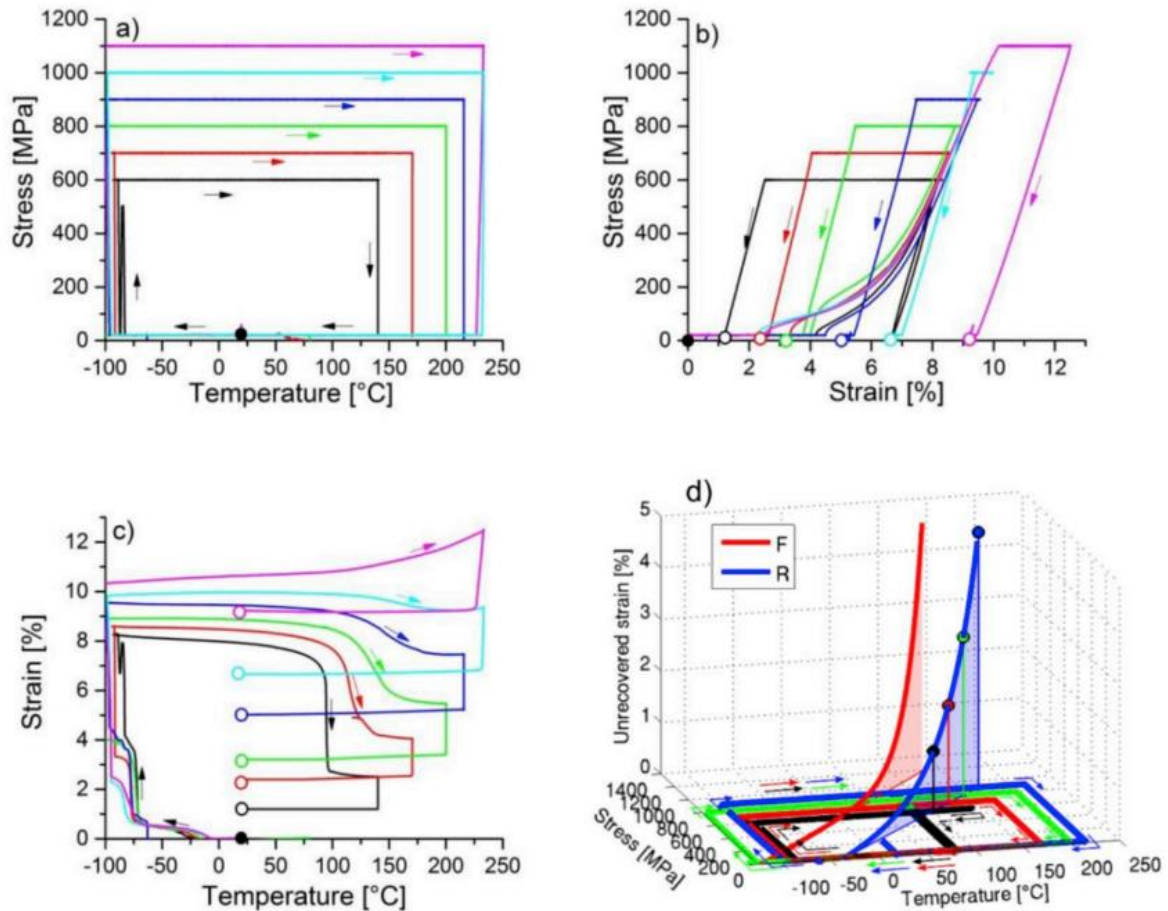 a)
1200
1000
800
600
400
200
0
Stress [MPa]
-100 -50 0 50 100 150 200 250
Temperature [°C]
b)
1200
1000
800
600
400
200
0
Stress [MPa]
0 2 4 6 8 10 12
Strain [%]
c)
12
10
8
6
4
2
0
Strain [%]
-100 -50 0 50 100 150 200 250
Temperature [°C]
d)
5
4
3
2
1
0
Unrecovered strain [%]
F
R
1400
1200
1000
800
600
400
200
0
Stress [MPa]
-100 -50 0 50 100 150 200 250
Temperature [°C]